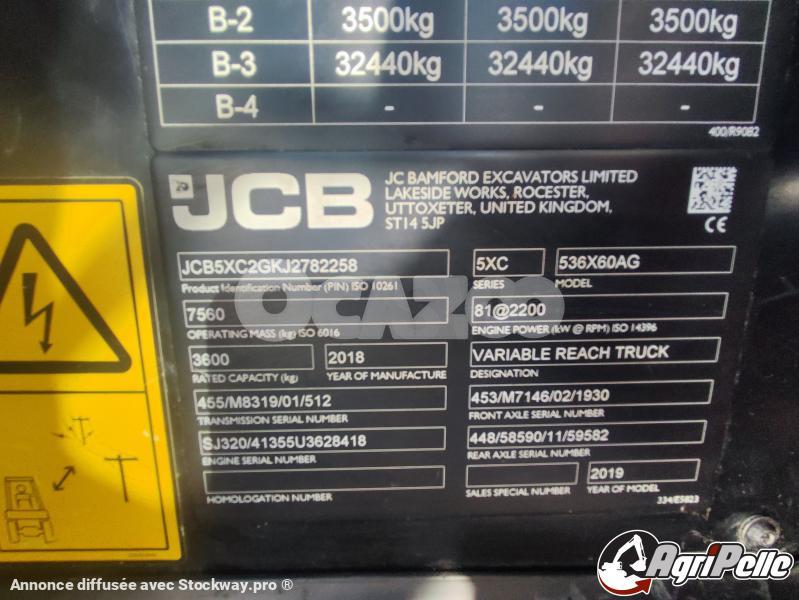 B-2 3500kg 3500kg 3500kg
B-3 32440kg 32440kg 32440kg
B-4 - - -
400/R9082
JCB
JC BAMFORD EXCAVATORS LIMITED
LAKESIDE WORKS, ROCESTER,
UTTOXETER, UNITED KINGDOM,
ST14 5JP
CE
JCB5XC2GKJ2782258 5XC 536X60AG
Product Identification Number (PIN) ISO 10261 SERIES MODEL
7560 81@2200
OPERATING MASS (kg) ISO 6016 ENGINE POWER (kW @ RPM) ISO 14396
3600 2018 VARIABLE REACH TRUCK
RATED CAPACITY (kg) YEAR OF MANUFACTURE DESIGNATION
455/M8319/01/512 453/M7146/02/1930
TRANSMISSION SERIAL NUMBER FRONT AXLE SERIAL NUMBER
SJ320/41355U3628418 448/58590/11/59582
ENGINE SERIAL NUMBER REAR AXLE SERIAL NUMBER
2019
HOMOLOGATION NUMBER SALES SPECIAL NUMBER YEAR OF MODEL
334/E5823
OCAZOO
Annonce diffusée avec Stockway.pro ®
AgriPelle